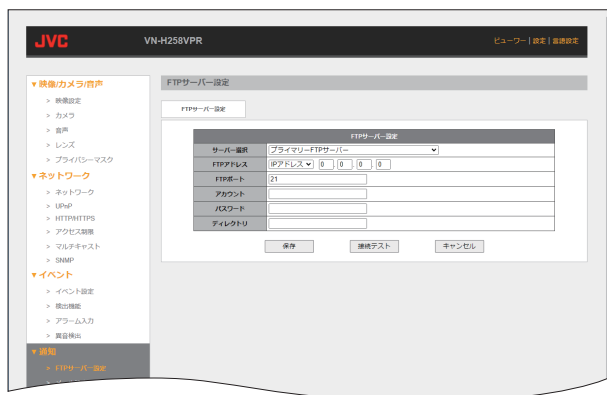 JVC VN-H258VPR ビューワー | 設定 | 言語設定
▼映像/カメラ/音声
> 映像設定
> カメラ
> 音声
> レンズ
> プライバシーマスク
▼ネットワーク
> ネットワーク
> UPnP
> HTTP/HTTPS
> アクセス制限
> マルチキャスト
> SNMP
▼イベント
> イベント設定
> 検出機能
> アラーム入力
> 異音検出
▼通知
> FTPサーバー設定
FTPサーバー設定
FTPサーバー設定
FTPサーバー設定
サーバー選択 プライマリーFTPサーバー
FTPアドレス IPアドレス 0 . 0 . 0 . 0
FTPポート 21
アカウント
パスワード
ディレクトリ
保存 接続テスト キャンセル